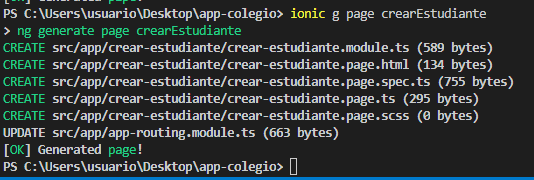 [OK] Generated page!
PS C:\Users\usuario\Desktop\app-colegio> ionic g page crearEstudiante
> ng generate page crearEstudiante
CREATE src/app/crear-estudiante/crear-estudiante.module.ts (589 bytes)
CREATE src/app/crear-estudiante/crear-estudiante.page.html (134 bytes)
CREATE src/app/crear-estudiante/crear-estudiante.page.spec.ts (755 bytes)
CREATE src/app/crear-estudiante/crear-estudiante.page.ts (295 bytes)
CREATE src/app/crear-estudiante/crear-estudiante.page.scss (0 bytes)
UPDATE src/app/app-routing.module.ts (663 bytes)
[OK] Generated page!
PS C:\Users\usuario\Desktop\app-colegio>